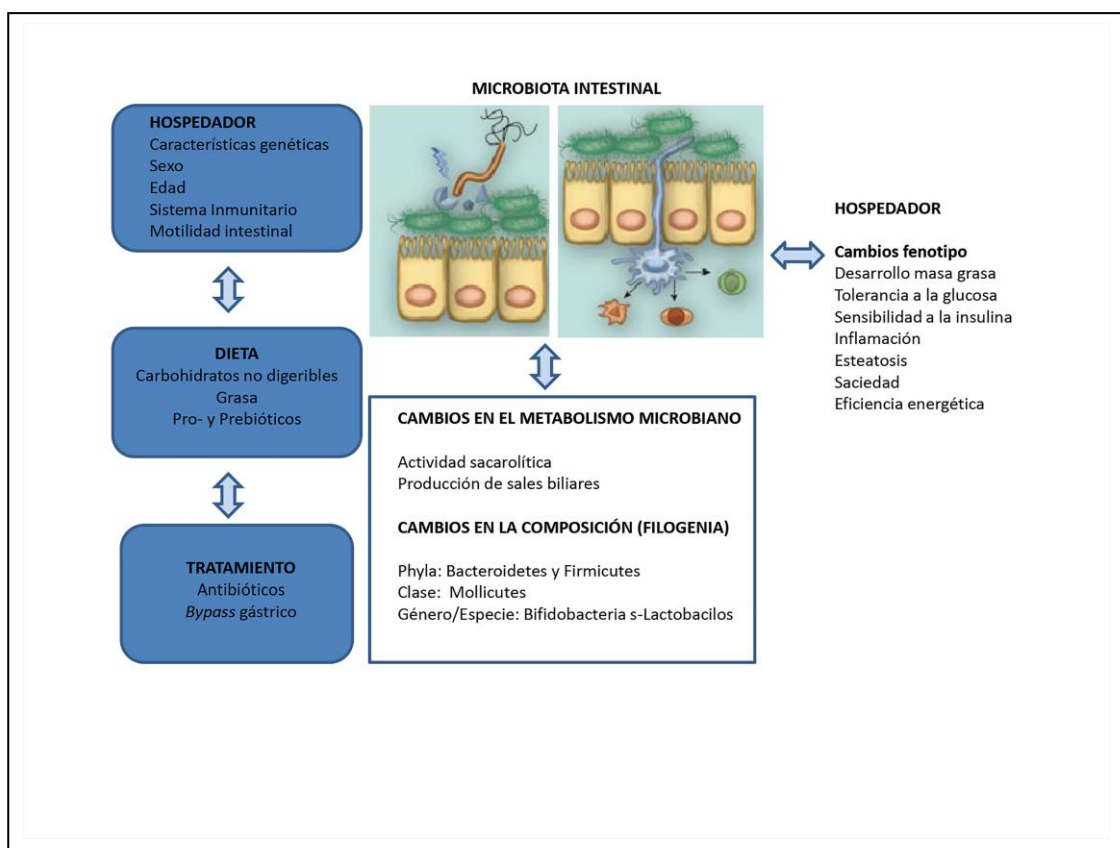 MICROBIOTA INTESTINAL
HOSPEDADOR
Características genéticas
Sexo
Edad
Sistema Inmunitario
Motilidad intestinal
DIETA
Carbohidratos no digeribles
Grasa
Pro- y Prebióticos
TRATAMIENTO
Antibióticos
Bypass gástrico
CAMBIOS EN EL METABOLISMO MICROBIANO
Actividad sacarolítica
Producción de sales biliares
CAMBIOS EN LA COMPOSICIÓN (FILOGENIA)
Phyla: Bacteroidetes y Firmicutes
Clase: Mollicutes
Género/Especie: Bifidobacteria s-Lactobacilos
HOSPEDADOR
Cambios fenotipo
Desarrollo masa grasa
Tolerancia a la glucosa
Sensibilidad a la insulina
Inflamación
Esteatosis
Saciedad
Eficiencia energética